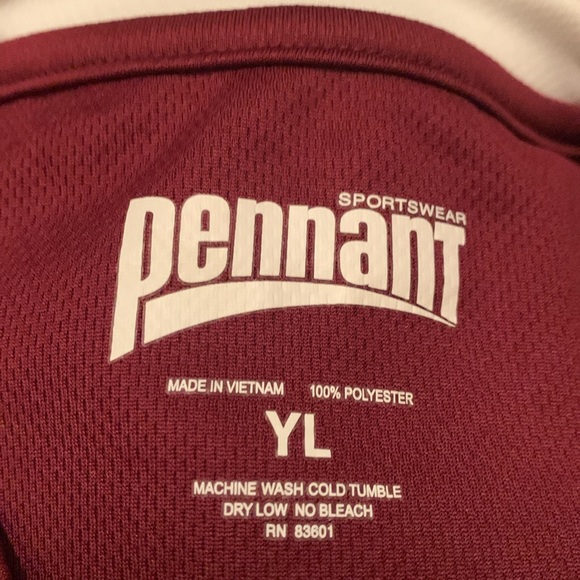 SPORTSWEAR
Pennant
MADE IN VIETNAM 100% POLYESTER
YL
MACHINE WASH COLD TUMBLE
DRY LOW NO BLEACH
RN 83601